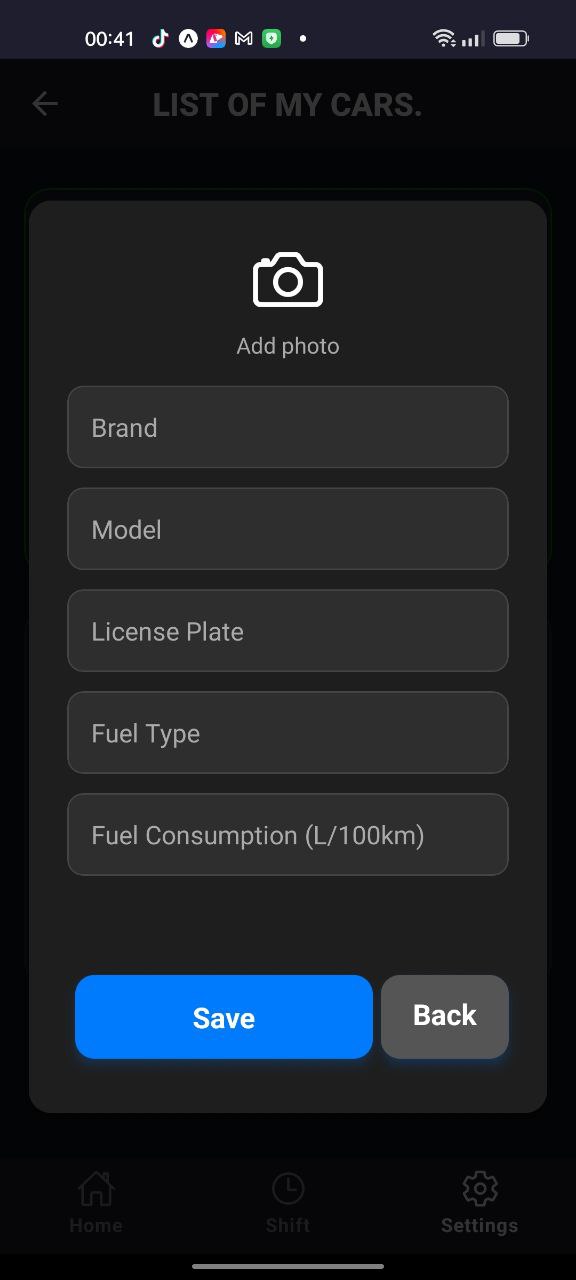 00:41
LIST OF MY CARS.
Add photo
Brand
Model
License Plate
Fuel Type
Fuel Consumption (L/100km)
Save
Back
Home
Shift
Settings